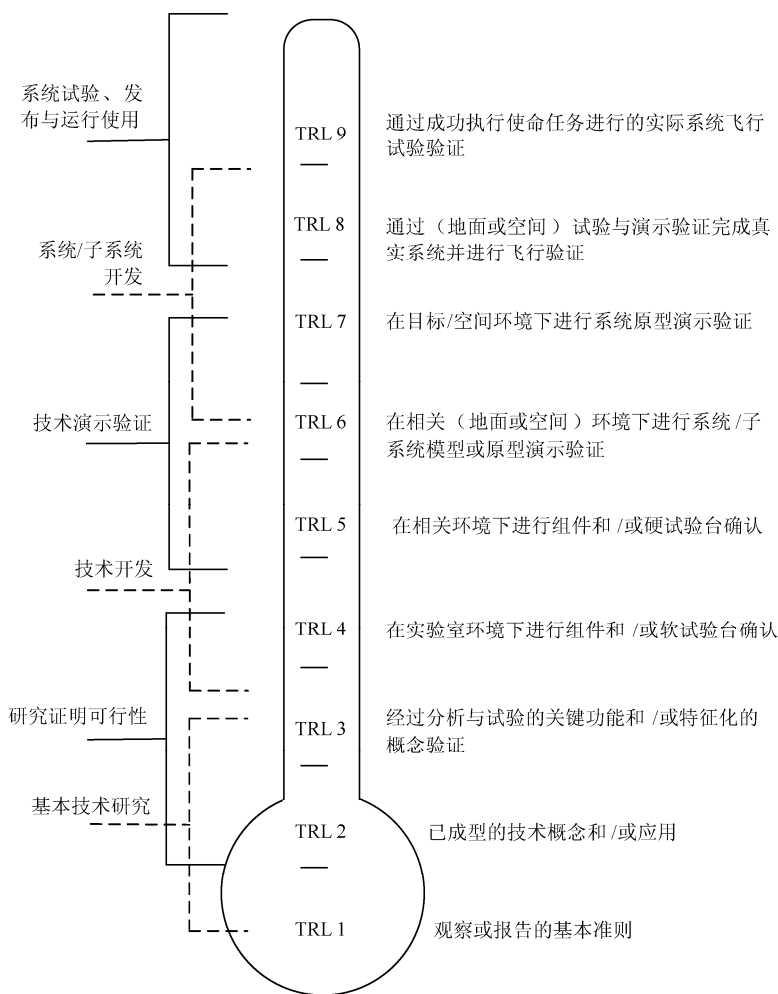 系统试验、发
布与运行使用
TRL 9
通过成功执行使命任务进行的实际系统飞行
试验验证
系统/子系统
开发
TRL 8
通过（地面或空间）试验与演示验证完成真
实系统并进行飞行验证
TRL 7
在目标/空间环境下进行系统原型演示验证
技术演示验证
TRL 6
在相关（地面或空间）环境下进行系统/子
系统模型或原型演示验证
TRL 5
在相关环境下进行组件和/或硬试验台确认
技术开发
TRL 4
在实验室环境下进行组件和/或软试验台确认
研究证明可行性
TRL 3
经过分析与试验的关键功能和/或特征化的
概念验证
基本技术研究
TRL 2
已成型的技术概念和/或应用
TRL 1
观察或报告的基本准则